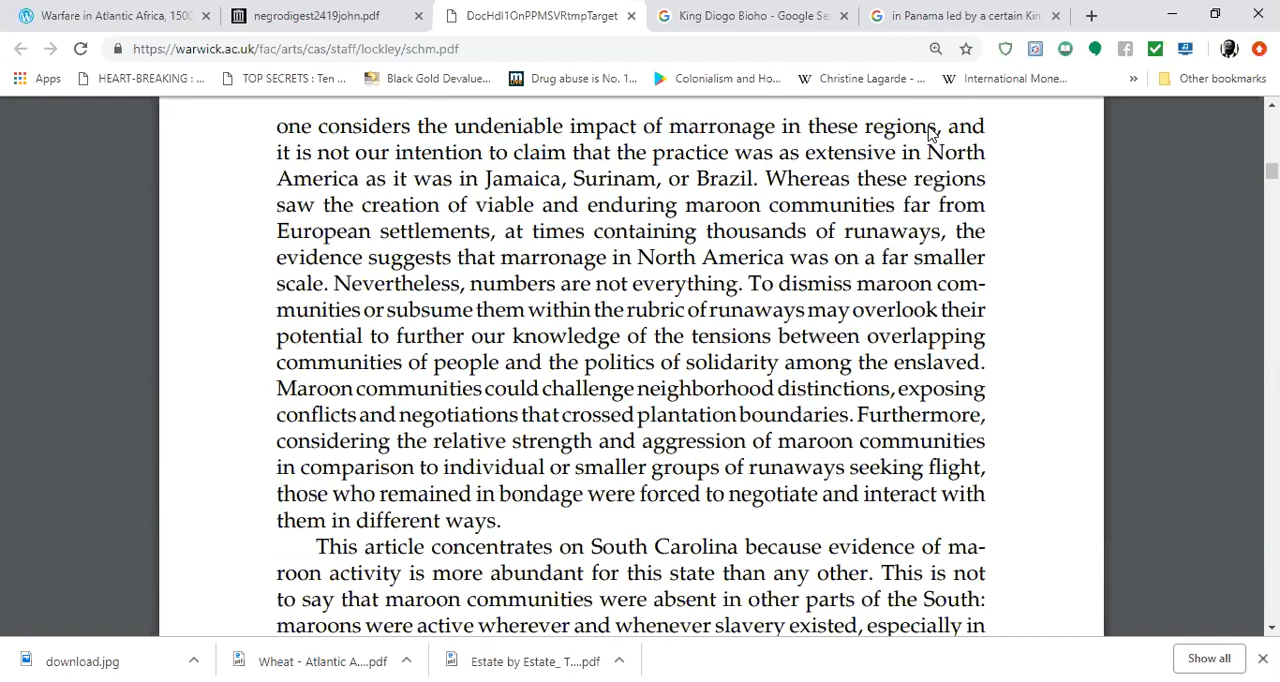 Warfare in Atlantic Africa, 1500
negrodigest2419john.pdf
DocHdl1OnPPMSVRtmpTarget
King Diogo Bioho - Google Se
in Panama led by a certain Kin
https://warwick.ac.uk/fac/arts/cas/staff/lockley/schm.pdf
Apps
HEART-BREAKING : ...
TOP SECRETS : Ten ...
Black Gold Devalue...
Drug abuse is No. 1...
Colonialism and Ho...
Christine Lagarde - ...
International Mone...
»
Other bookmarks
one considers the undeniable impact of marronage in these regions, and
it is not our intention to claim that the practice was as extensive in North
America as it was in Jamaica, Surinam, or Brazil. Whereas these regions
saw the creation of viable and enduring maroon communities far from
European settlements, at times containing thousands of runaways, the
evidence suggests that marronage in North America was on a far smaller
scale. Nevertheless, numbers are not everything. To dismiss maroon com-
munities or subsume them within the rubric of runaways may overlook their
potential to further our knowledge of the tensions between overlapping
communities of people and the politics of solidarity among the enslaved.
Maroon communities could challenge neighborhood distinctions, exposing
conflicts and negotiations that crossed plantation boundaries. Furthermore,
considering the relative strength and aggression of maroon communities
in comparison to individual or smaller groups of runaways seeking flight,
those who remained in bondage were forced to negotiate and interact with
them in different ways.
This article concentrates on South Carolina because evidence of ma-
roon activity is more abundant for this state than any other. This is not
to say that maroon communities were absent in other parts of the South:
maroons were active wherever and whenever slavery existed, especially in
download.jpg
Wheat - Atlantic A....pdf
Estate by Estate_ T....pdf
Show all